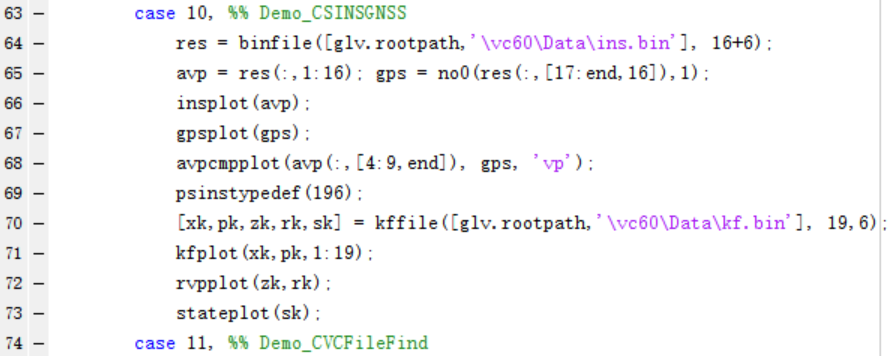 63 - case 10, %% Demo_CSINSGNSS
64 - res = binfile([glv.rootpath,'\vc60\Data\ins.bin'], 16+6);
65 - avp = res(:,1:16); gps = no0(res(:,[17:end,16]),1);
66 - insplot(avp);
67 - gpsplot(gps);
68 - avpcmpplot(avp(:,[4:9,end]), gps, 'vp');
69 - psinstypedef(196);
70 - [xk,pk,zk,rk,sk] = kffile([glv.rootpath,'\vc60\Data\kf.bin'], 19,6);
71 - kfplot(xk,pk,1:19);
72 - rvpplot(zk,rk);
73 - stateplot(sk);
74 - case 11, %% Demo_CVCFileFind